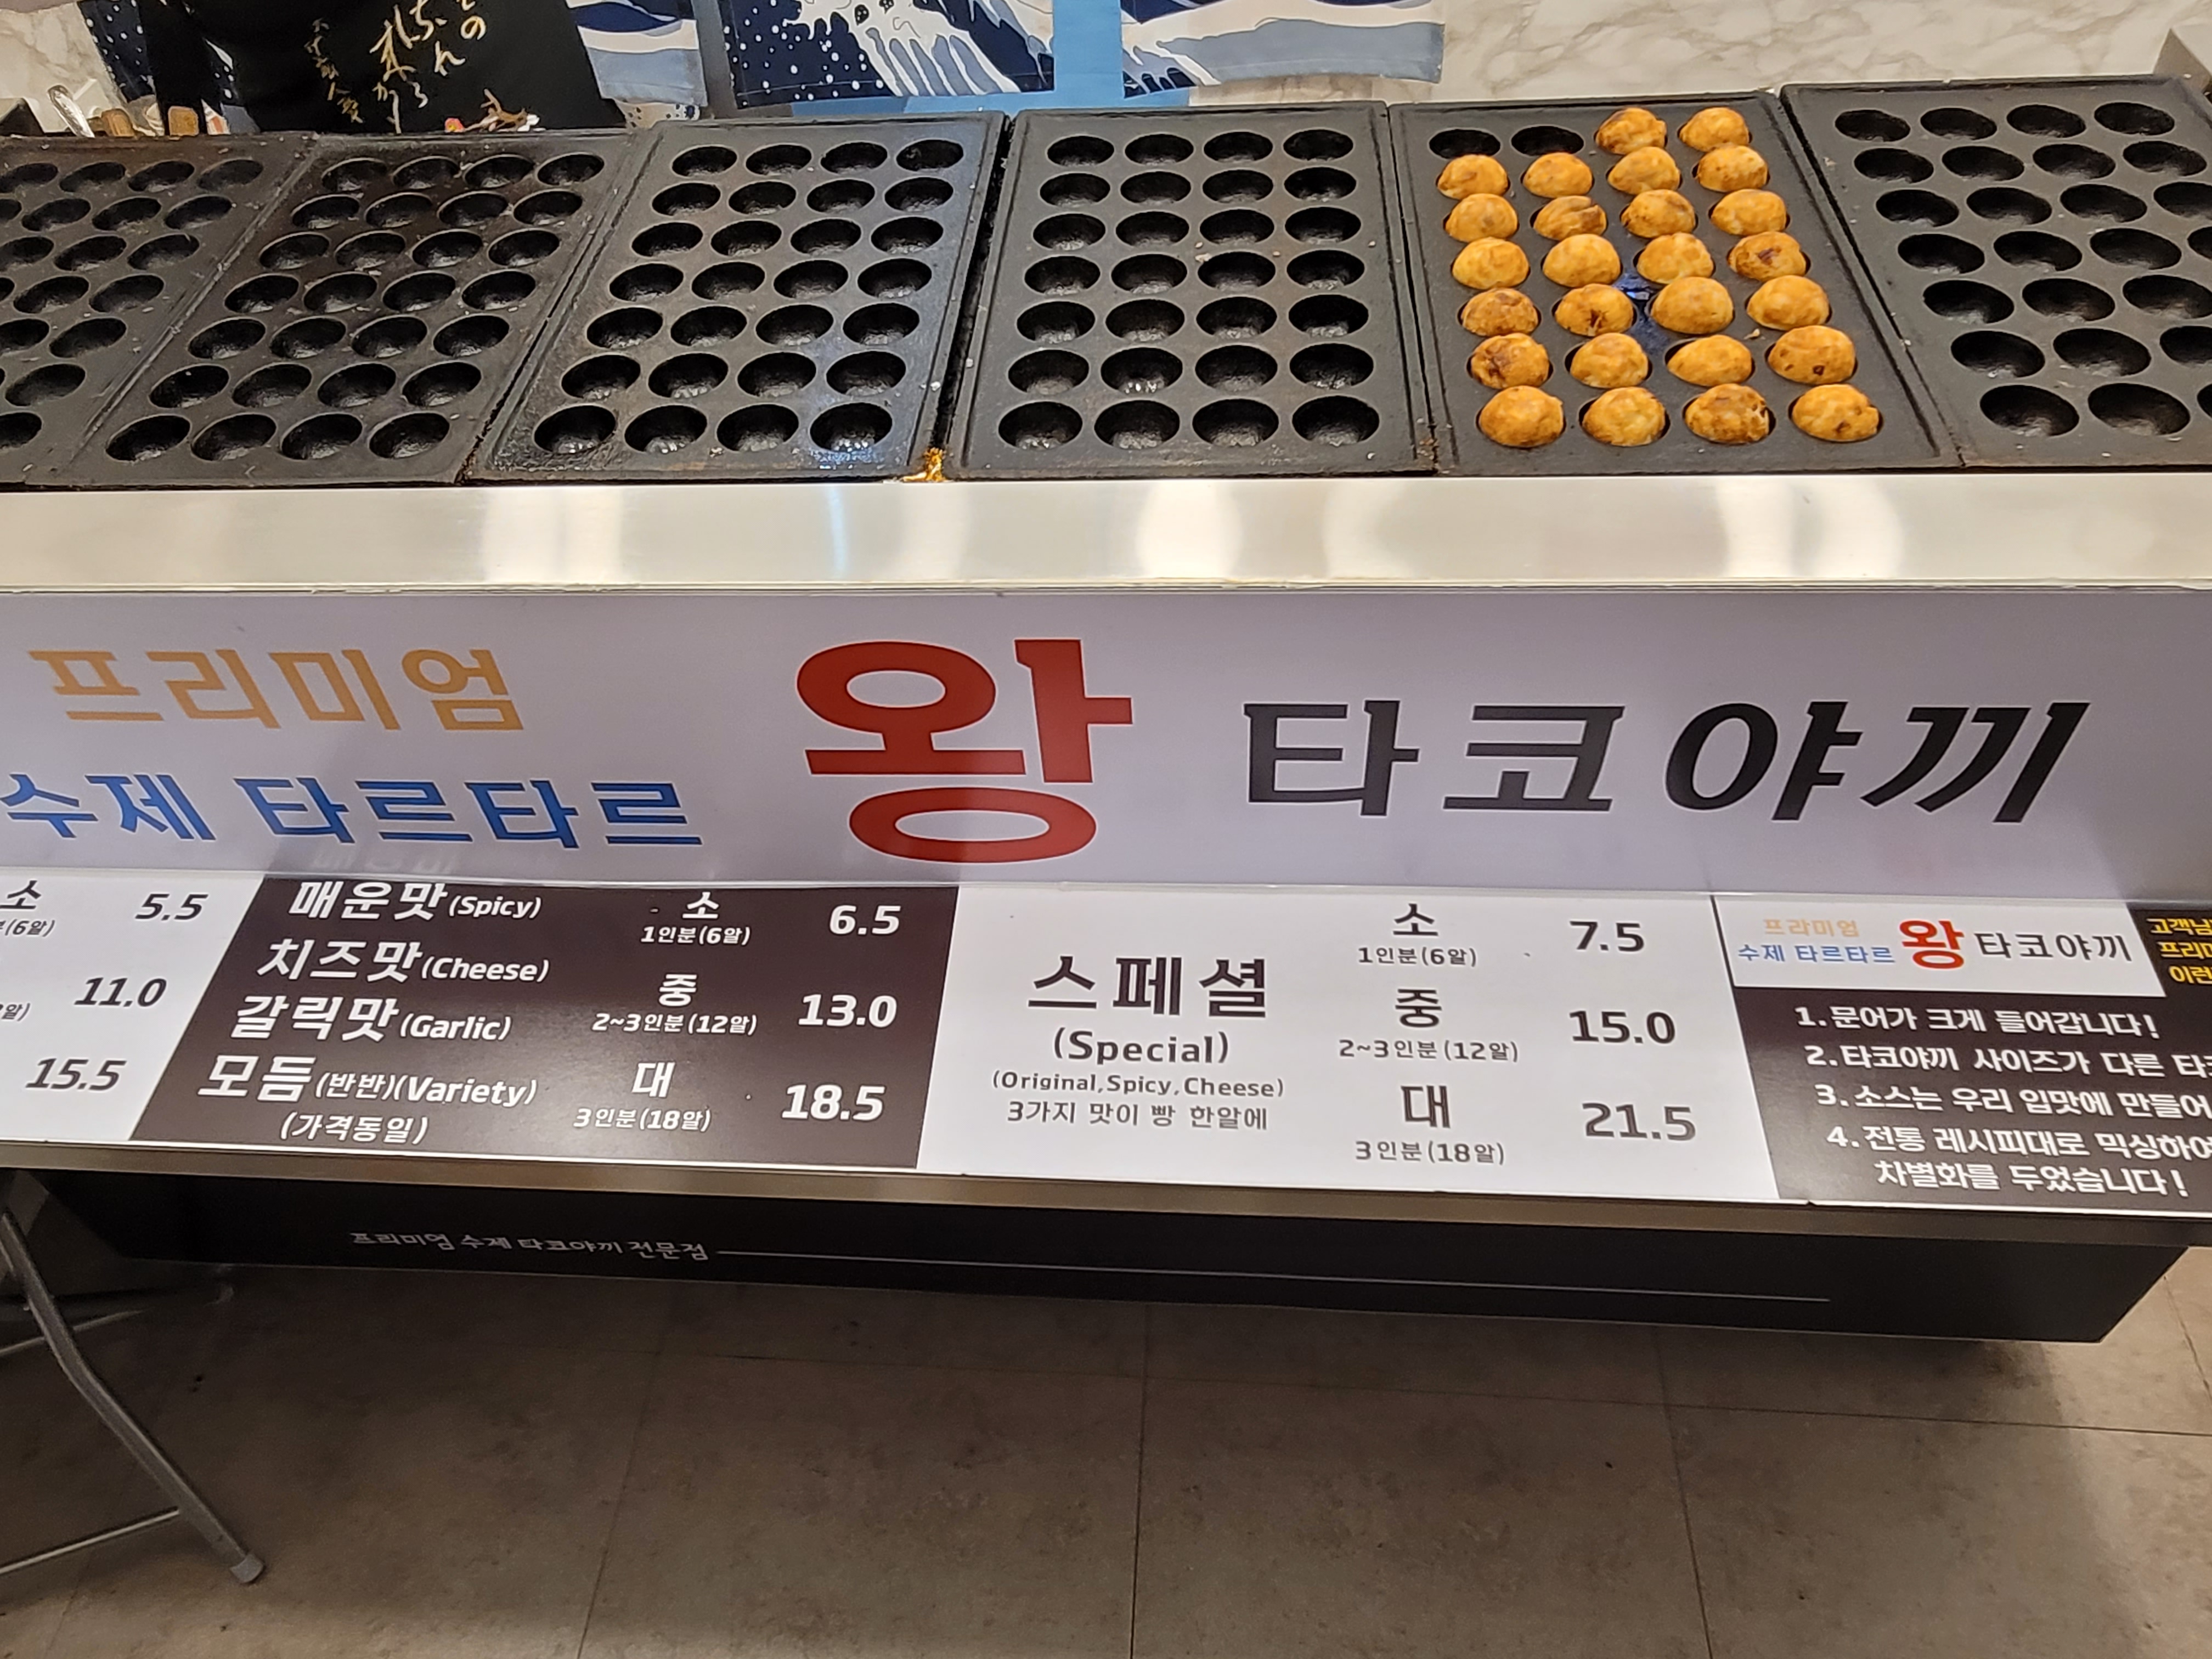 프리미엄
수제 타르타르
왕 타코야끼
소
(6알)
5.5
11.0
15.5
매운맛(Spicy)
치즈맛(Cheese)
갈릭맛(Garlic)
모듬(반반)(Variety)
(가격동일)
소 6.5
1인분(6알)
중 13.0
2~3인분(12알)
대 18.5
3인분(18알)
스페셜
(Special)
(Original,Spicy,Cheese)
3가지 맛이 빵 한알에
소 7.5
1인분(6알)
중 15.0
2~3인분(12알)
대 21.5
3인분(18알)
프리미엄
수제 타르타르 왕 타코야끼
고객님
이런
1.문어가 크게 들어갑니다!
2.타코야끼 사이즈가 다른
3.소스는 우리 입맛에 만들어
4.전통 레시피대로 믹싱하여
차별화를 두었습니다!
프리미엄 수제 타코야끼 전문점